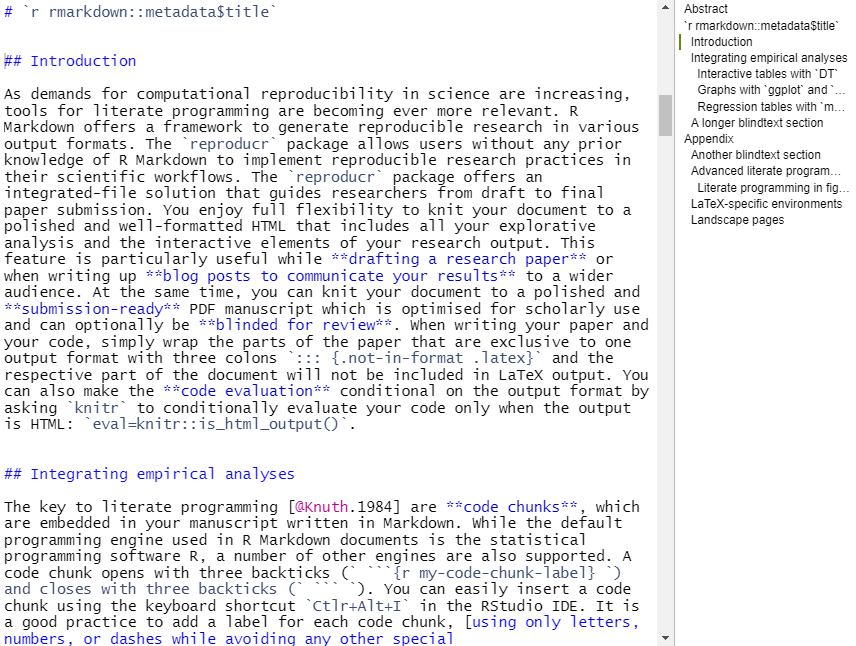 # `r rmarkdown::metadata$title`
## Introduction
As demands for computational reproducibility in science are increasing,
tools for literate programming are becoming ever more relevant. R
Markdown offers a framework to generate reproducible research in various
output formats. The `reproducr` package allows users without any prior
knowledge of R Markdown to implement reproducible research practices in
their scientific workflows. The `reproducr` package offers an
integrated-file solution that guides researchers from draft to final
paper submission. You enjoy full flexibility to knit your document to a
polished and well-formatted HTML that includes all your explorative
analysis and the interactive elements of your research output. This
feature is particularly useful while **drafting a research paper** or
when writing up **blog posts to communicate your results** to a wider
audience. At the same time, you can knit your document to a polished and
**submission-ready** PDF manuscript which is optimised for scholarly use
and can optionally be **blinded for review**. When writing your paper and
your code, simply wrap the parts of the paper that are exclusive to one
output format with three colons `::: {.not-in-format .latex}` and the
respective part of the document will not be included in LaTeX output. You
can also make the **code evaluation** conditional on the output format by
asking `knitr` to conditionally evaluate your code only when the output
is HTML: `eval=knitr::is_html_output()`.
## Integrating empirical analyses
The key to literate programming [@Knuth.1984] are **code chunks**, which
are embedded in your manuscript written in Markdown. While the default
programming engine used in R Markdown documents is the statistical
programming software R, a number of other engines are also supported. A
code chunk opens with three backticks (` ```{r my-code-chunk-label} `)
and closes with three backticks (` ``` `). You can easily insert a code
chunk using the keyboard shortcut `Ctlr+Alt+I` in the RStudio IDE. It is
a good practice to add a label for each code chunk, [using only letters,
numbers, or dashes while avoiding any other special
Abstract
`r rmarkdown::metadata$title`
Introduction
Integrating empirical analyses
Interactive tables with `DT`
Graphs with `ggplot` and `...
Regression tables with `m...
A longer blindtext section
Appendix
Another blindtext section
Advanced literate program...
Literate programming in fig...
LaTeX-specific environments
Landscape pages